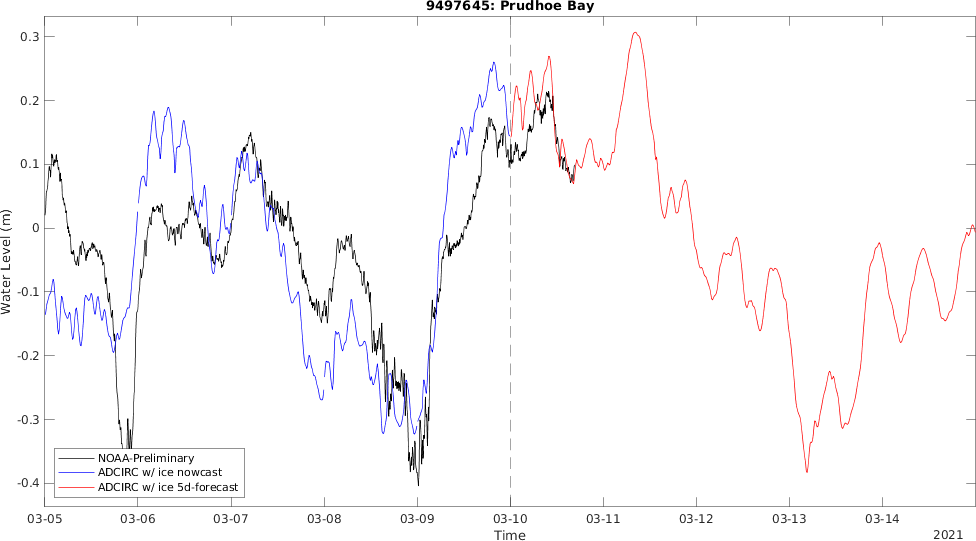 9497645: Prudhoe Bay
0.3
0.2
0.1
0
-0.1
-0.2
-0.3
-0.4
Water Level (m)
NOAA-Preliminary
ADCIRC w/ ice nowcast
ADCIRC w/ ice 5d-forecast
03-05 03-06 03-07 03-08 03-09 03-10 03-11 03-12 03-13 03-14
Time
2021